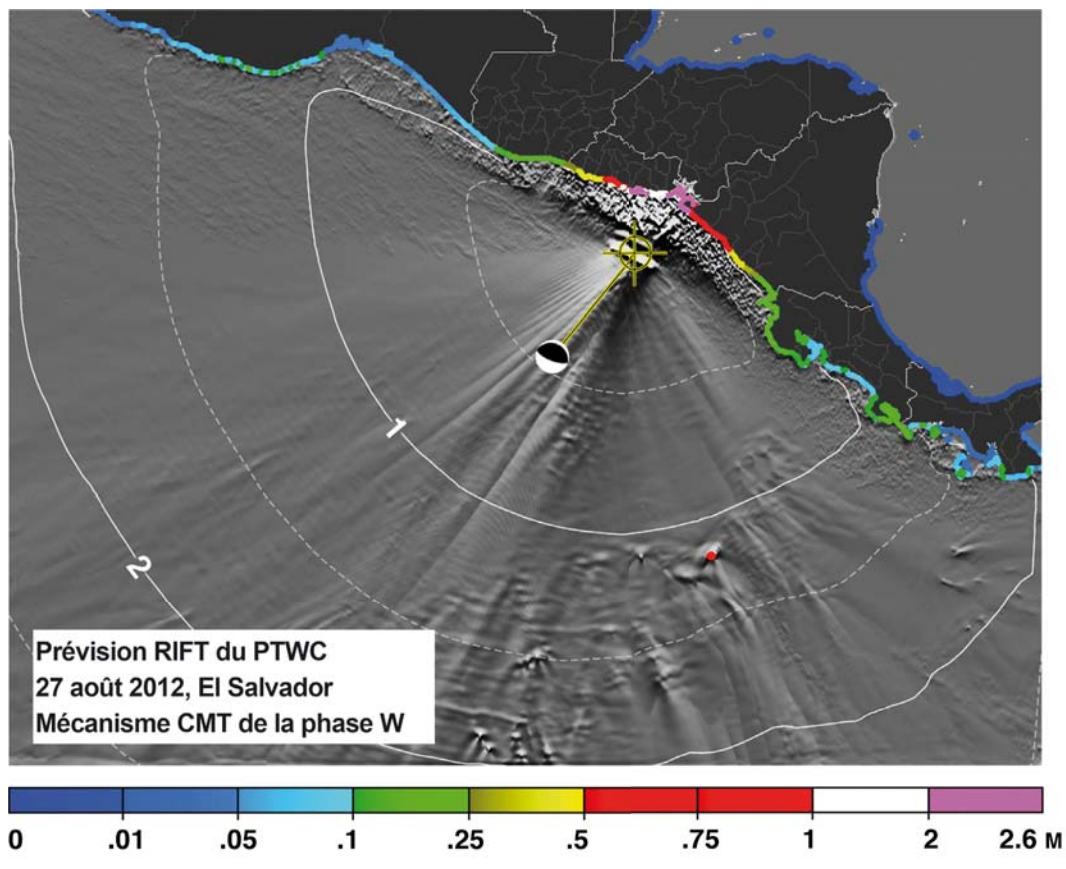 1
2
Prévision RIFT du PTWC
27 août 2012, El Salvador
Mécanisme CMT de la phase W
0 .01 .05 .1 .25 .5 .75 1 2 2.6 M